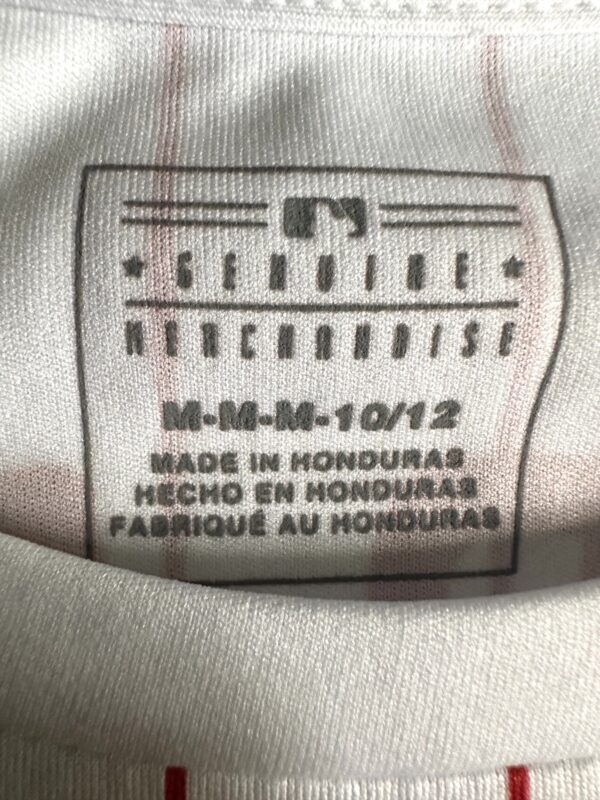 ★ GENUINE ★
MERCHANDISE
M-M-M-10/12
MADE IN HONDURAS
HECHO EN HONDURAS
FABRIQUÉ AU HONDURAS